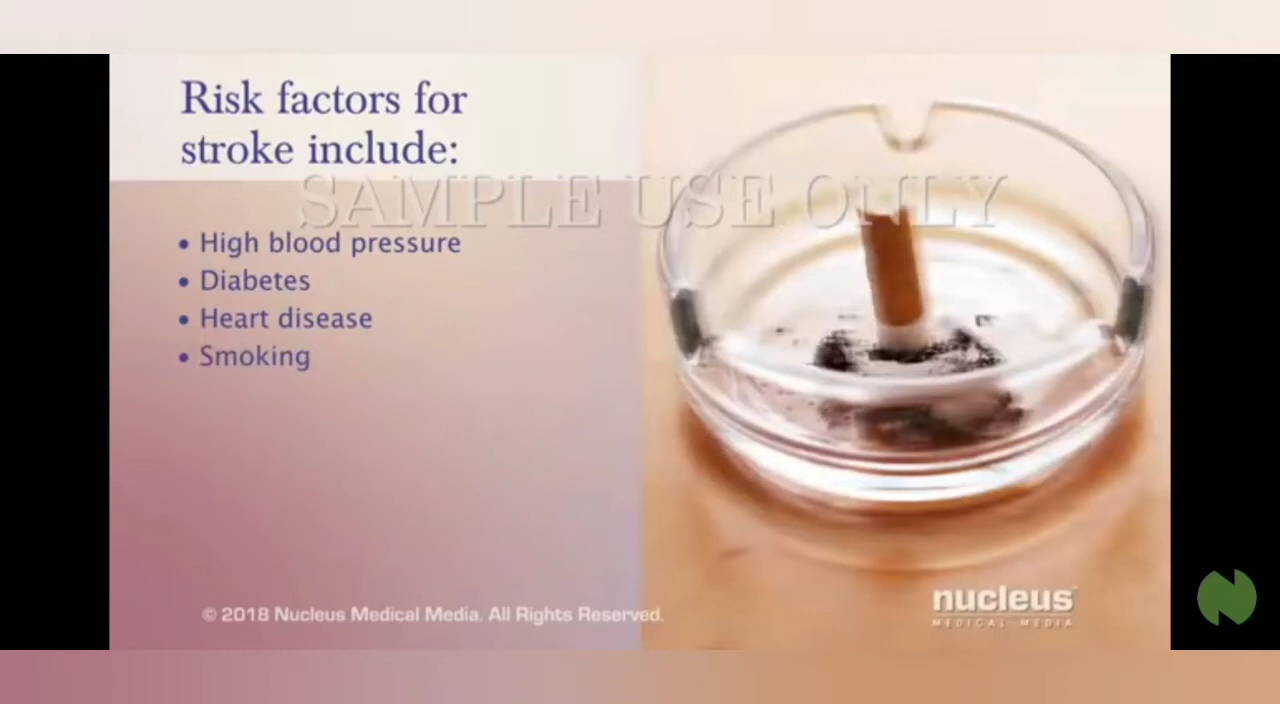 Risk factors for
stroke include:
SAMPLE USE ONLY
• High blood pressure
• Diabetes
• Heart disease
• Smoking
© 2018 Nucleus Medical Media. All Rights Reserved.
nucleus™
MEDICAL MEDIA